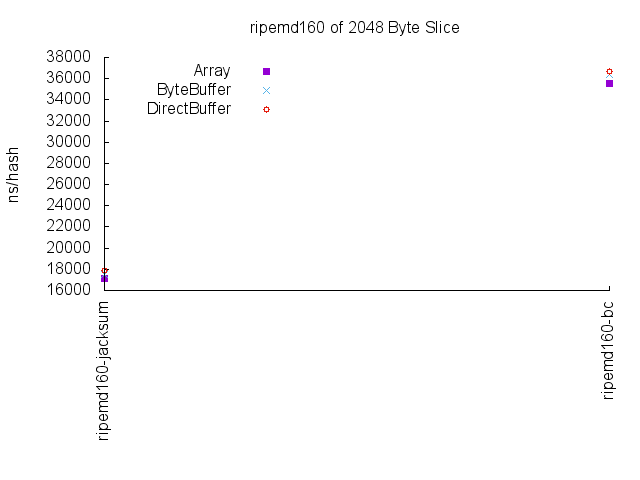 ripemd160 of 2048 Byte Slice
38000
36000
34000
32000
30000
28000
26000
24000
22000
20000
18000
16000
ns/hash
Array
ByteBuffer
DirectBuffer
ripemd160-jacksum
ripemd160-bc